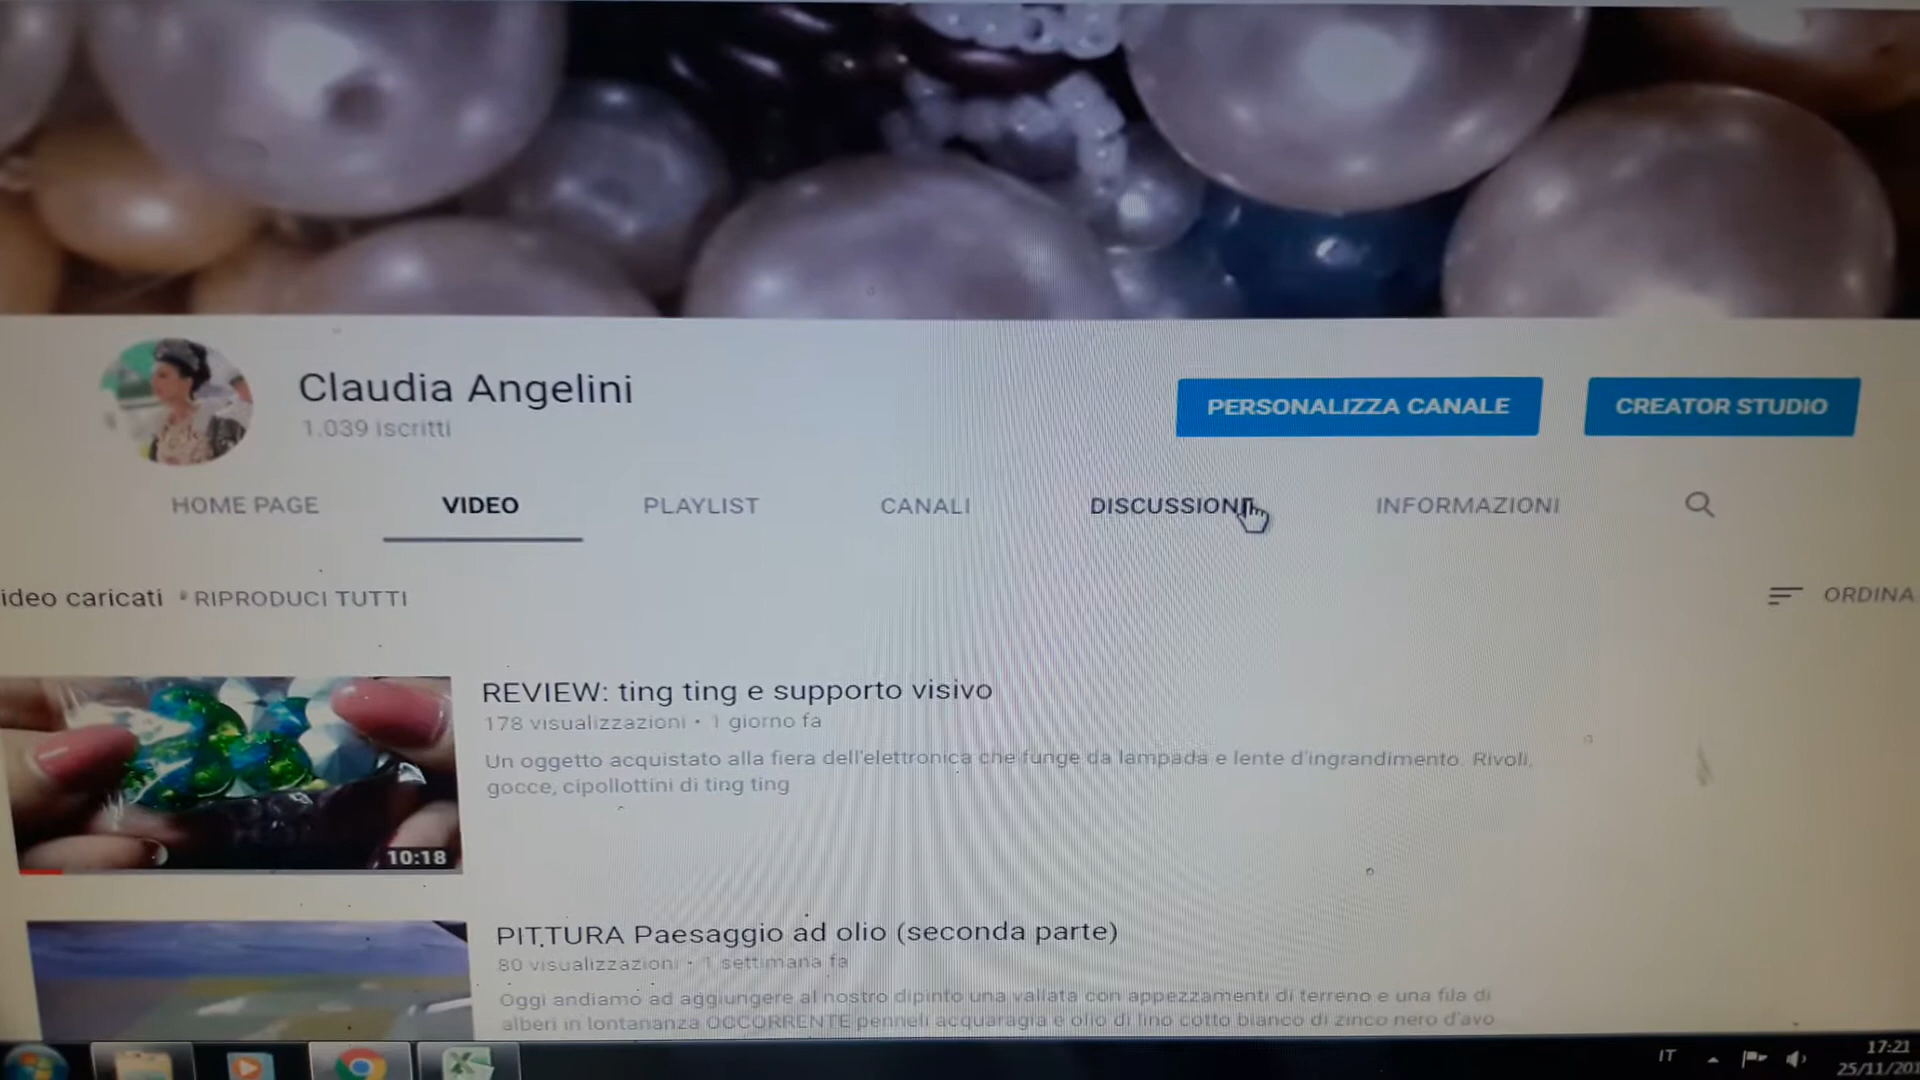 Claudia Angelini
1.039 iscritti
PERSONALIZZA CANALE
CREATOR STUDIO
HOME PAGE
VIDEO
PLAYLIST
CANALI
DISCUSSIONI
INFORMAZIONI
ideo caricati
RIPRODUCI TUTTI
ORDINA
REVIEW: ting ting e supporto visivo
178 visualizzazioni • 1 giorno fa
Un oggetto acquistato alla fiera dell'elettronica che funge da lampada e lente d'ingrandimento. Rivoli,
gocce, cipollottini di ting ting
10:18
PITTURA Paesaggio ad olio (seconda parte)
80 visualizzazioni • 1 settimana fa
Oggi andiamo ad aggiungere al nostro dipinto una vallata con appezzamenti di terreno e una fila di
alberi in lontananza OCCORRENTE pennelli acquaragia e olio di lino cotto bianco di zinco nero d'avo
IT
17:21
25/11/201